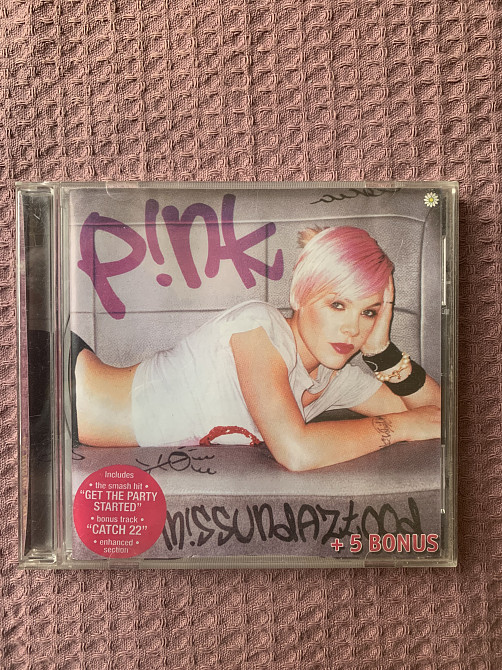 P!nk
Includes
• the smash hit •
"GET THE PARTY
STARTED"
• bonus track •
"CATCH 22"
• enhanced •
section
m!ssundaztood
+ 5 BONUS